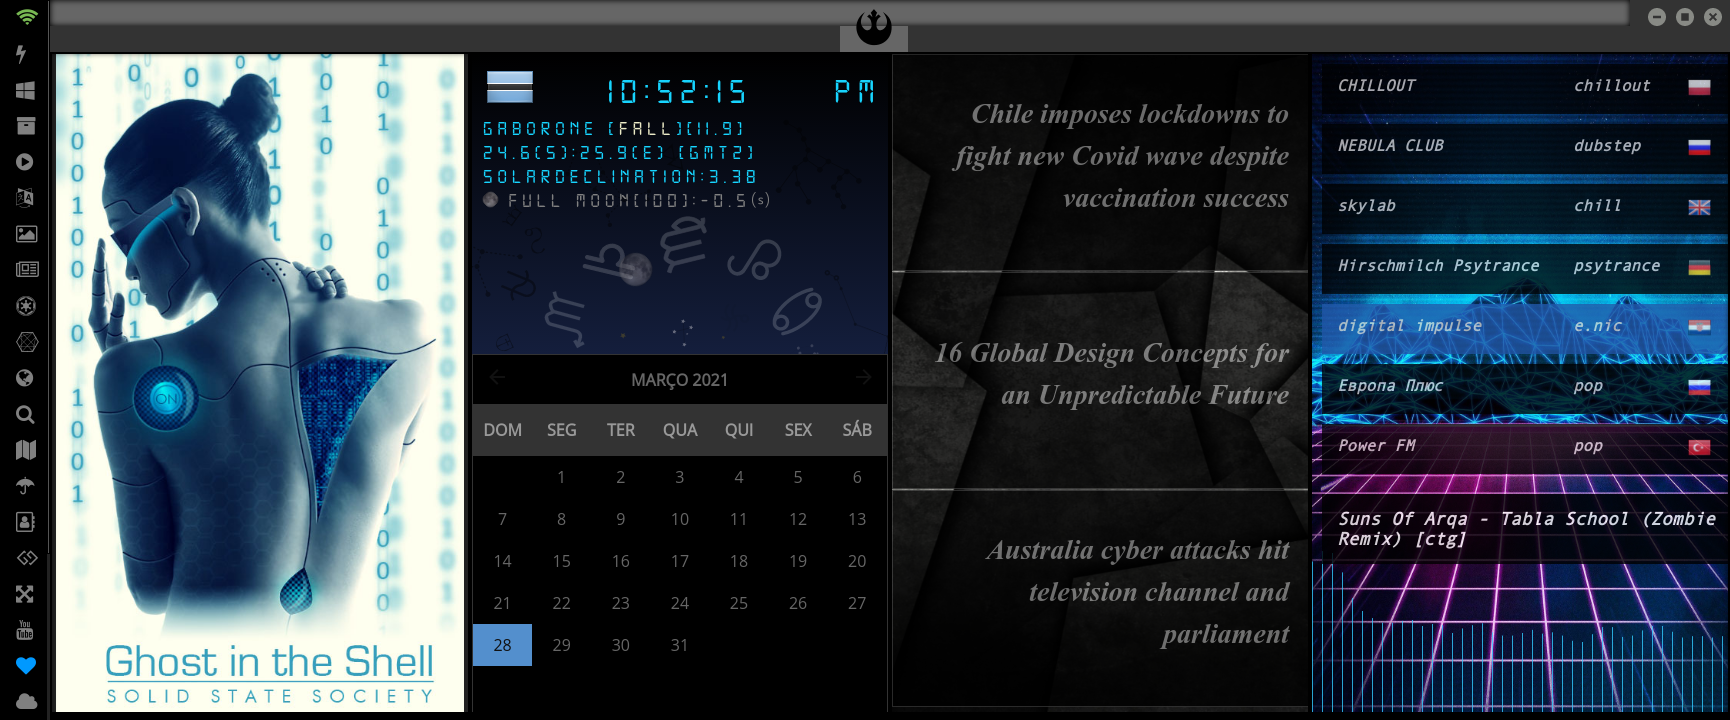 ON
Ghost in the Shell
SOLID STATE SOCIETY
10:52:15 PM
GABORONE [FALL][11.9]
24.6(S):25.9(E) [GMT2]
SOLARDECLINATION:3.38
FULL MOON[100]:-0.5(s)
MARÇO 2021
DOM SEG TER QUA QUI SEX SÁB
1 2 3 4 5 6
7 8 9 10 11 12 13
14 15 16 17 18 19 20
21 22 23 24 25 26 27
28 29 30 31
Chile imposes lockdowns to
fight new Covid wave despite
vaccination success
16 Global Design Concepts for
an Unpredictable Future
Australia cyber attacks hit
television channel and
parliament
CHILLOUT chillout
NEBULA CLUB dubstep
skylab chill
Hirschmilch Psytrance psytrance
digital impulse e.nic
Европа Плюс pop
Power FM pop
Suns Of Arqa - Tabla School (Zombie
Remix) [ctg]
You
Tube